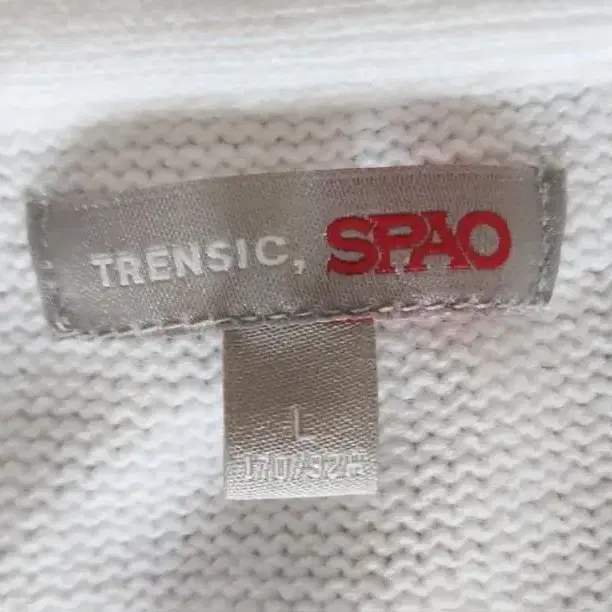 TRENSIC, SPAO
L
170/92A